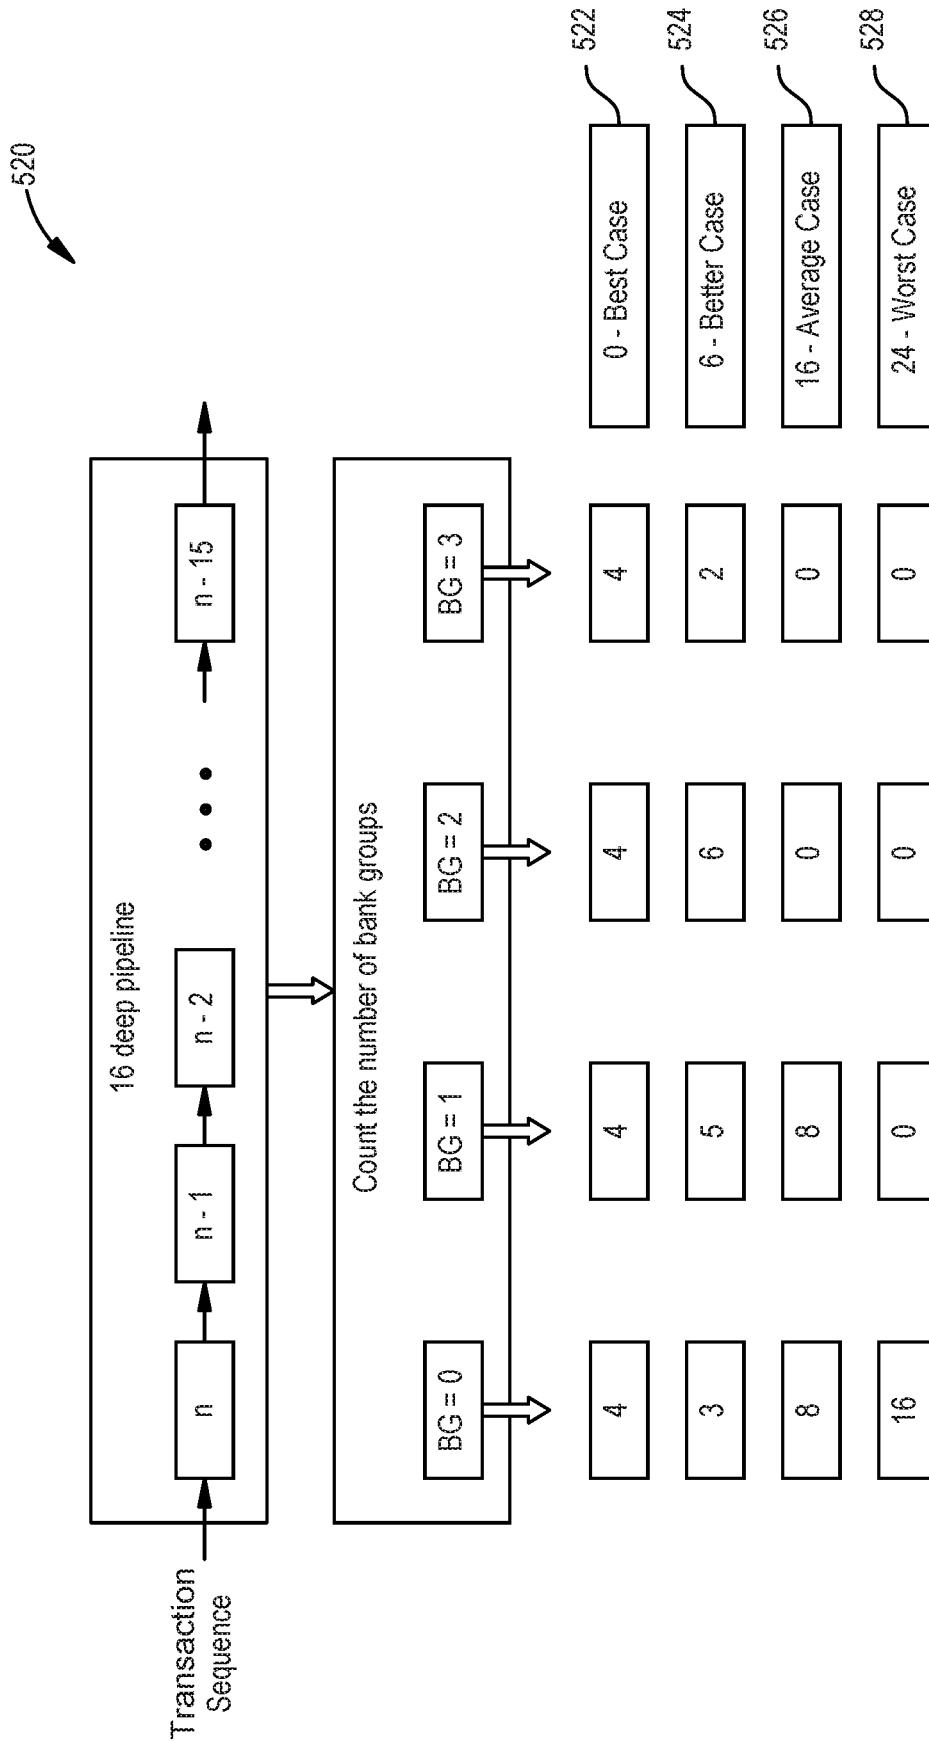 520
16 deep pipeline
Transaction
Sequence
n
n - 1
n - 2
n - 15
Count the number of bank groups
BG = 0
BG = 1
BG = 2
BG = 3
4
4
4
4
0 - Best Case
522
3
5
6
2
6 - Better Case
524
8
8
0
0
16 - Average Case
526
16
0
0
0
24 - Worst Case
528